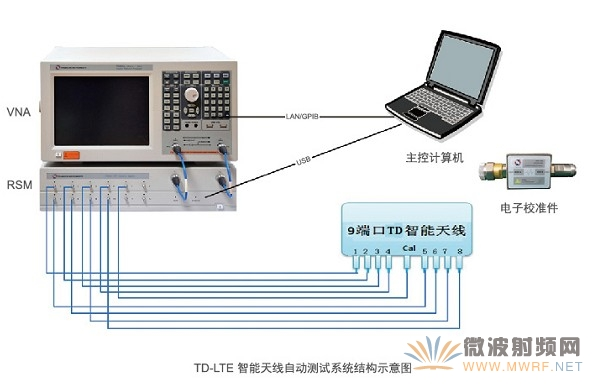 VNA
LAN/GPIB
主控计算机
USB
RSM
电子校准件
9端口TD智能天线
Cal
1 2 3 4 5 6 7 8
TD-LTE 智能天线自动测试系统结构示意图
微波射频网
WWW.MWRF.NET